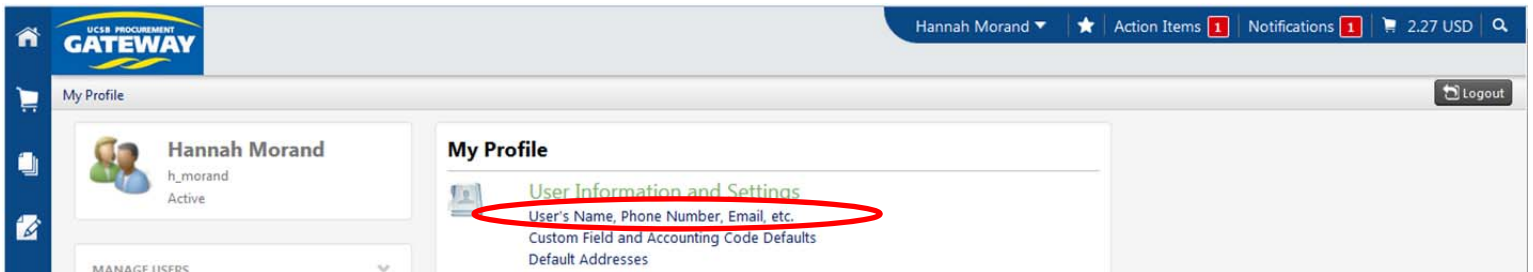 UCSB PROCUREMENT
GATEWAY
Hannah Morand Action Items 1 Notifications 1 2.27 USD
My Profile
Logout
Hannah Morand
h_morand
Active
MANAGE USERS
My Profile
User Information and Settings
User's Name, Phone Number, Email, etc.
Custom Field and Accounting Code Defaults
Default Addresses